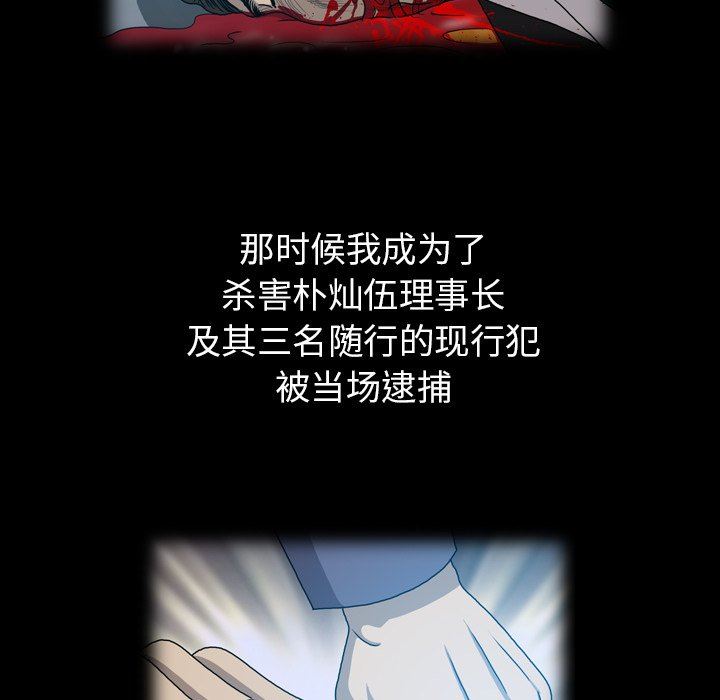 那时候我成为了
杀害朴灿伍理事长
及其三名随行的现行犯
被当场逮捕